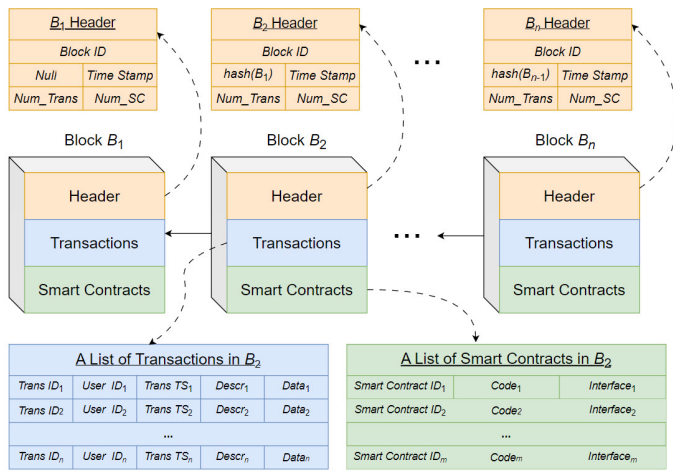 B₁ Header B₂ Header Bₙ Header
Block ID Block ID Block ID
Null Time Stamp hash(B₁) Time Stamp ... hash(Bₙ₋₁) Time Stamp
Num_Trans Num_SC Num_Trans Num_SC Num_Trans Num_SC
Block B₁ Block B₂ Block Bₙ
Header Header Header
Transactions Transactions ... Transactions
Smart Contracts Smart Contracts Smart Contracts
A List of Transactions in B₂
Trans ID₁ User ID₁ Trans TS₁ Descr₁ Data₁
Trans ID₂ User ID₂ Trans TS₂ Descr₂ Data₂
...
Trans IDₙ User IDₙ Trans TSₙ Descrₙ Dataₙ
A List of Smart Contracts in B₂
Smart Contract ID₁ Code₁ Interface₁
Smart Contract ID₂ Code₂ Interface₂
...
Smart Contract IDₘ Codeₘ Interfaceₘ